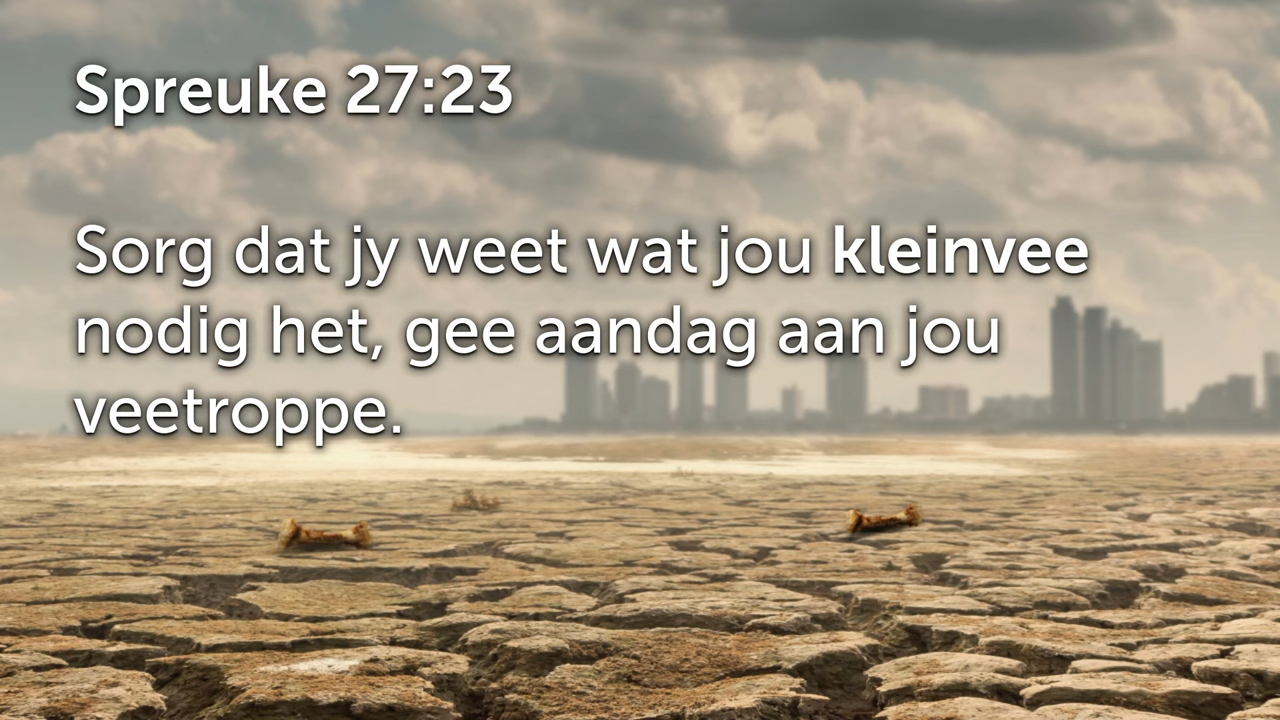 Spreuke 27:23
Sorg dat jy weet wat jou kleinvee
nodig het, gee aandag aan jou
veetroppe.